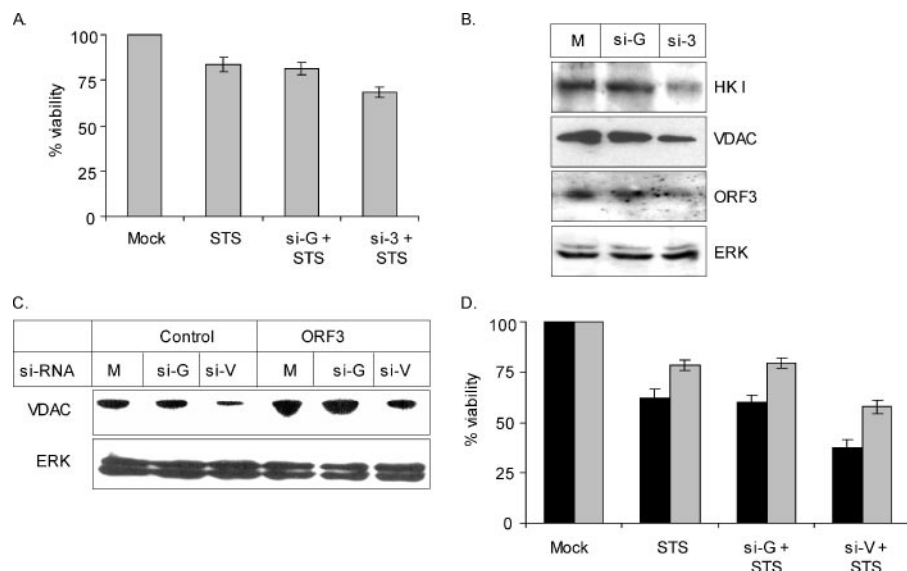 A.
% viability
100
75
50
25
0
Mock
STS
si-G +
STS
si-3 +
STS
B.
M si-G si-3
HK I
VDAC
ORF3
ERK
C.
Control ORF3
si-RNA M si-G si-V M si-G si-V
VDAC
ERK
D.
% viability
100
75
50
25
0
Mock
STS
si-G +
STS
si-V +
STS